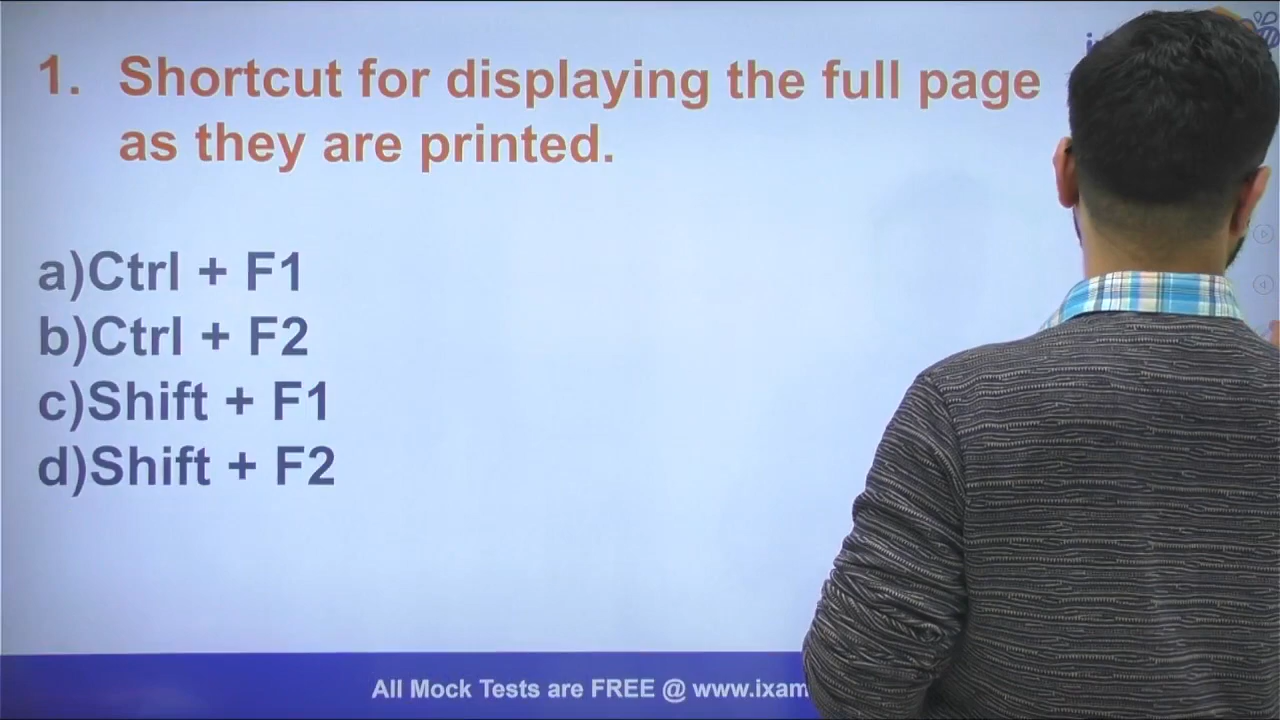 1. Shortcut for displaying the full page
as they are printed.
a)Ctrl + F1
b)Ctrl + F2
c)Shift + F1
d)Shift + F2
All Mock Tests are FREE @ www.ixam